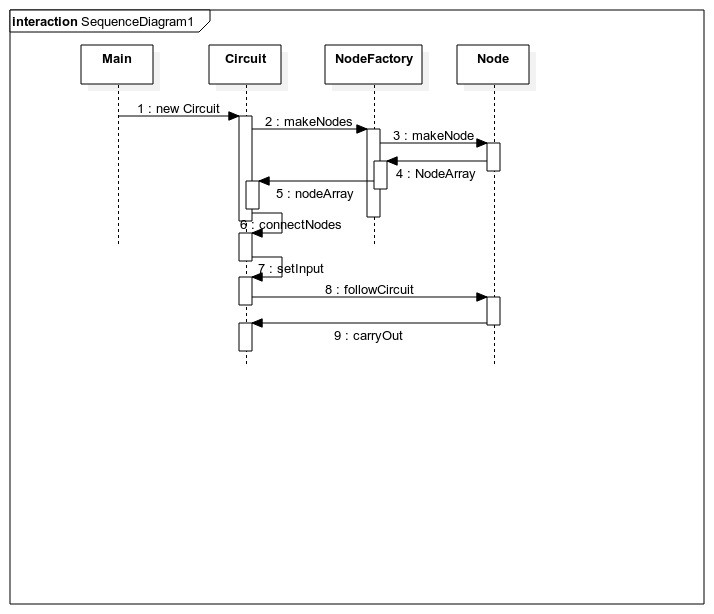 interaction SequenceDiagram1
Main Circuit NodeFactory Node
1 : new Circuit
2 : makeNodes
3 : makeNode
4 : NodeArray
5 : nodeArray
6 : connectNodes
7 : setInput
8 : followCircuit
9 : carryOut